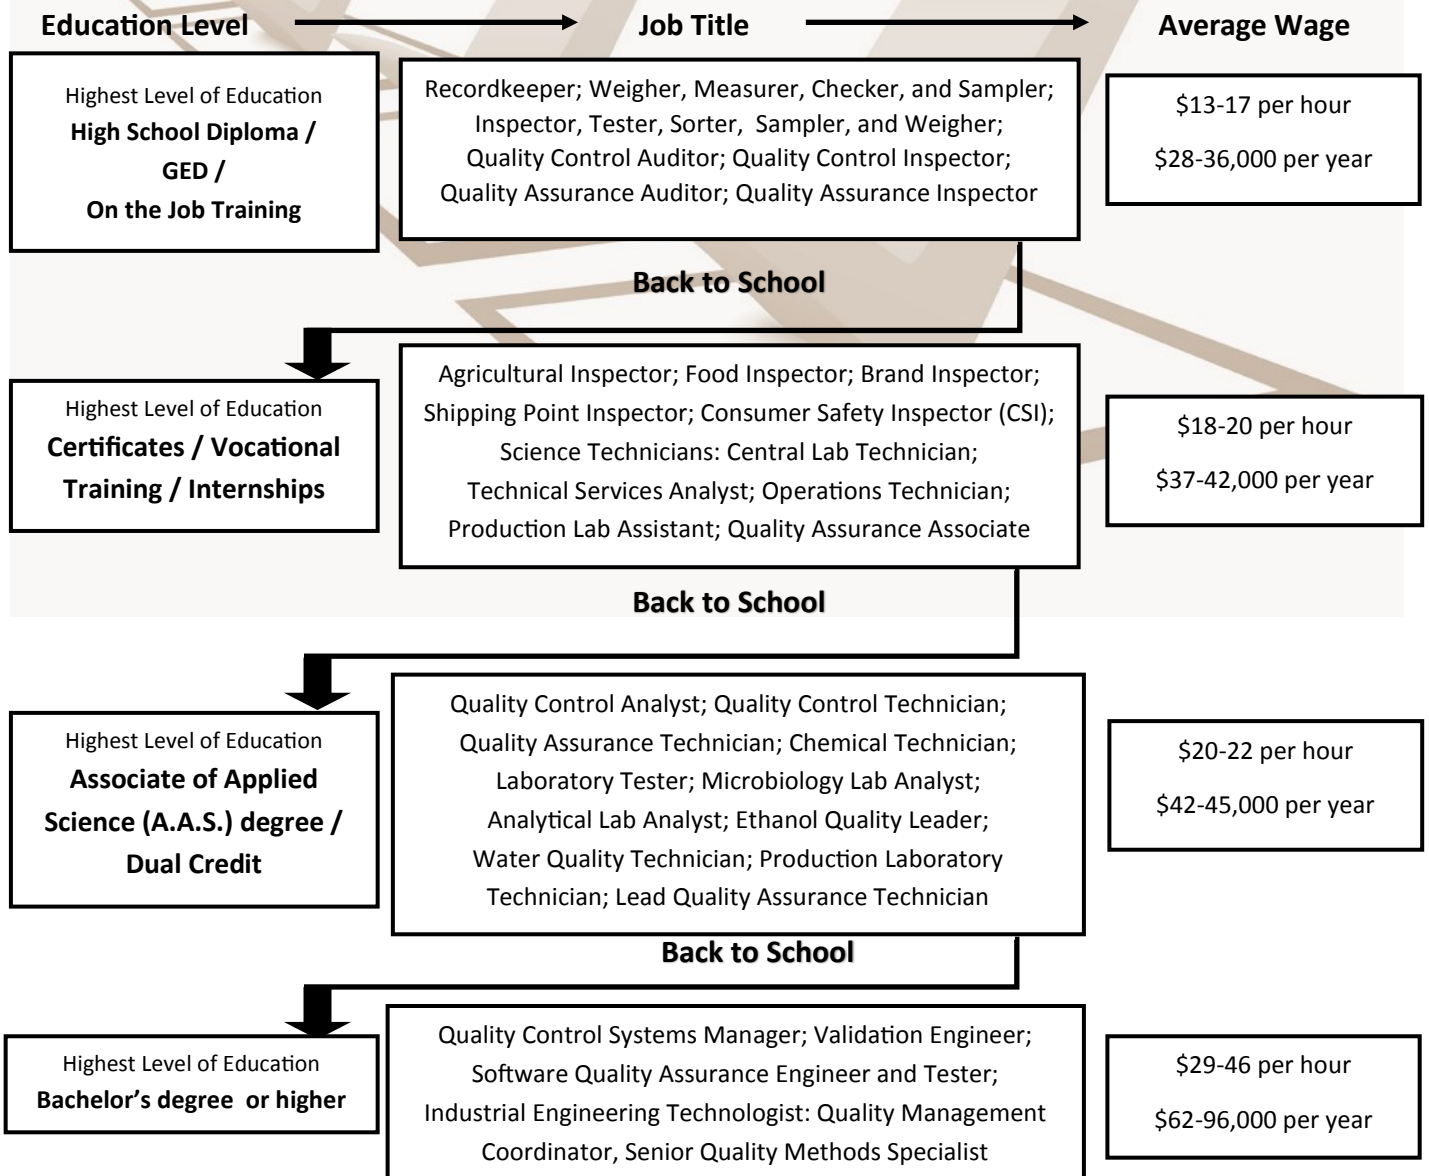 Education Level
Job Title
Average Wage
Highest Level of Education
High School Diploma /
GED /
On the Job Training
Recordkeeper; Weigher, Measurer, Checker, and Sampler;
Inspector, Tester, Sorter, Sampler, and Weigher;
Quality Control Auditor; Quality Control Inspector;
Quality Assurance Auditor; Quality Assurance Inspector
$13-17 per hour
$28-36,000 per year
Back to School
Highest Level of Education
Certificates / Vocational
Training / Internships
Agricultural Inspector; Food Inspector; Brand Inspector;
Shipping Point Inspector; Consumer Safety Inspector (CSI);
Science Technicians: Central Lab Technician;
Technical Services Analyst; Operations Technician;
Production Lab Assistant; Quality Assurance Associate
$18-20 per hour
$37-42,000 per year
Back to School
Highest Level of Education
Associate of Applied
Science (A.A.S.) degree /
Dual Credit
Quality Control Analyst; Quality Control Technician;
Quality Assurance Technician; Chemical Technician;
Laboratory Tester; Microbiology Lab Analyst;
Analytical Lab Analyst; Ethanol Quality Leader;
Water Quality Technician; Production Laboratory
Technician; Lead Quality Assurance Technician
$20-22 per hour
$42-45,000 per year
Back to School
Highest Level of Education
Bachelor's degree or higher
Quality Control Systems Manager; Validation Engineer;
Software Quality Assurance Engineer and Tester;
Industrial Engineering Technologist: Quality Management
Coordinator, Senior Quality Methods Specialist
$29-46 per hour
$62-96,000 per year